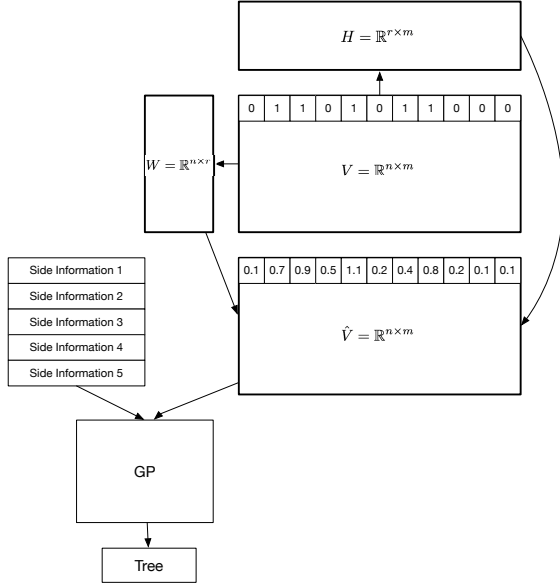 H = ℝ^{r×m}
0 1 1 0 1 0 1 1 0 0 0
W = ℝ^{n×r}
V = ℝ^{n×m}
0.1 0.7 0.9 0.5 1.1 0.2 0.4 0.8 0.2 0.1 0.1
V̂ = ℝ^{n×m}
Side Information 1
Side Information 2
Side Information 3
Side Information 4
Side Information 5
GP
Tree